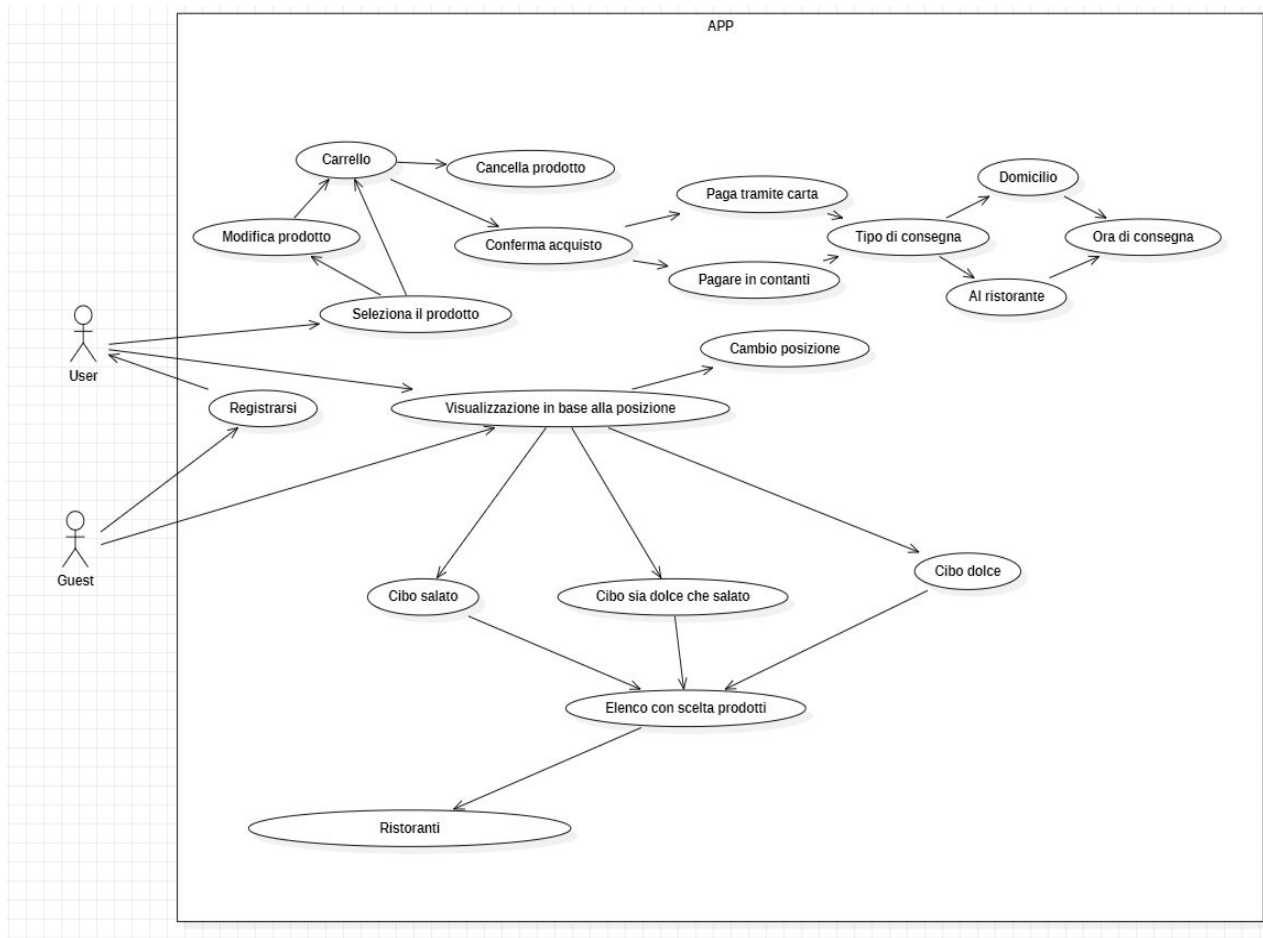 APP
Carrello
Cancella prodotto
Paga tramite carta
Domicilio
Modifica prodotto
Conferma acquisto
Tipo di consegna
Ora di consegna
Pagare in contanti
Al ristorante
Seleziona il prodotto
Cambio posizione
User
Registrarsi
Visualizzazione in base alla posizione
Guest
Cibo salato
Cibo sia dolce che salato
Cibo dolce
Elenco con scelta prodotti
Ristoranti